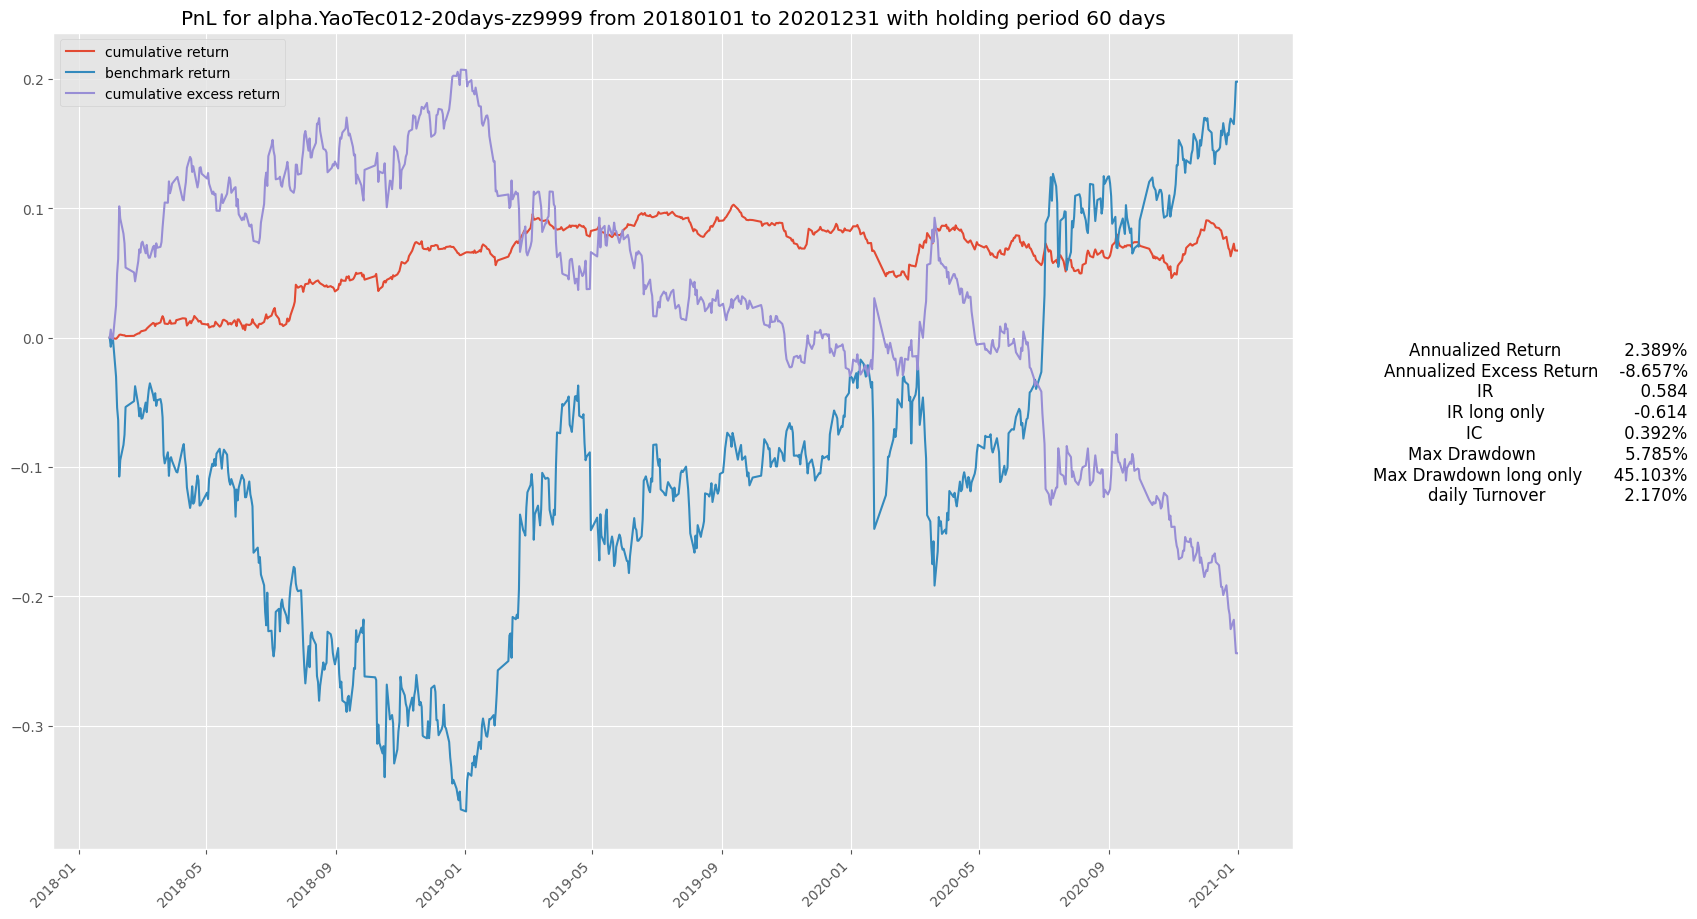 PnL for alpha.YaoTec012-20days-zz9999 from 20180101 to 20201231 with holding period 60 days
cumulative return
benchmark return
cumulative excess return
0.2
0.1
0.0
−0.1
−0.2
−0.3
2018-01
2018-05
2018-09
2019-01
2019-05
2019-09
2020-01
2020-05
2020-09
2021-01
Annualized Return 2.389%
Annualized Excess Return -8.657%
IR 0.584
IR long only -0.614
IC 0.392%
Max Drawdown 5.785%
Max Drawdown long only 45.103%
daily Turnover 2.170%